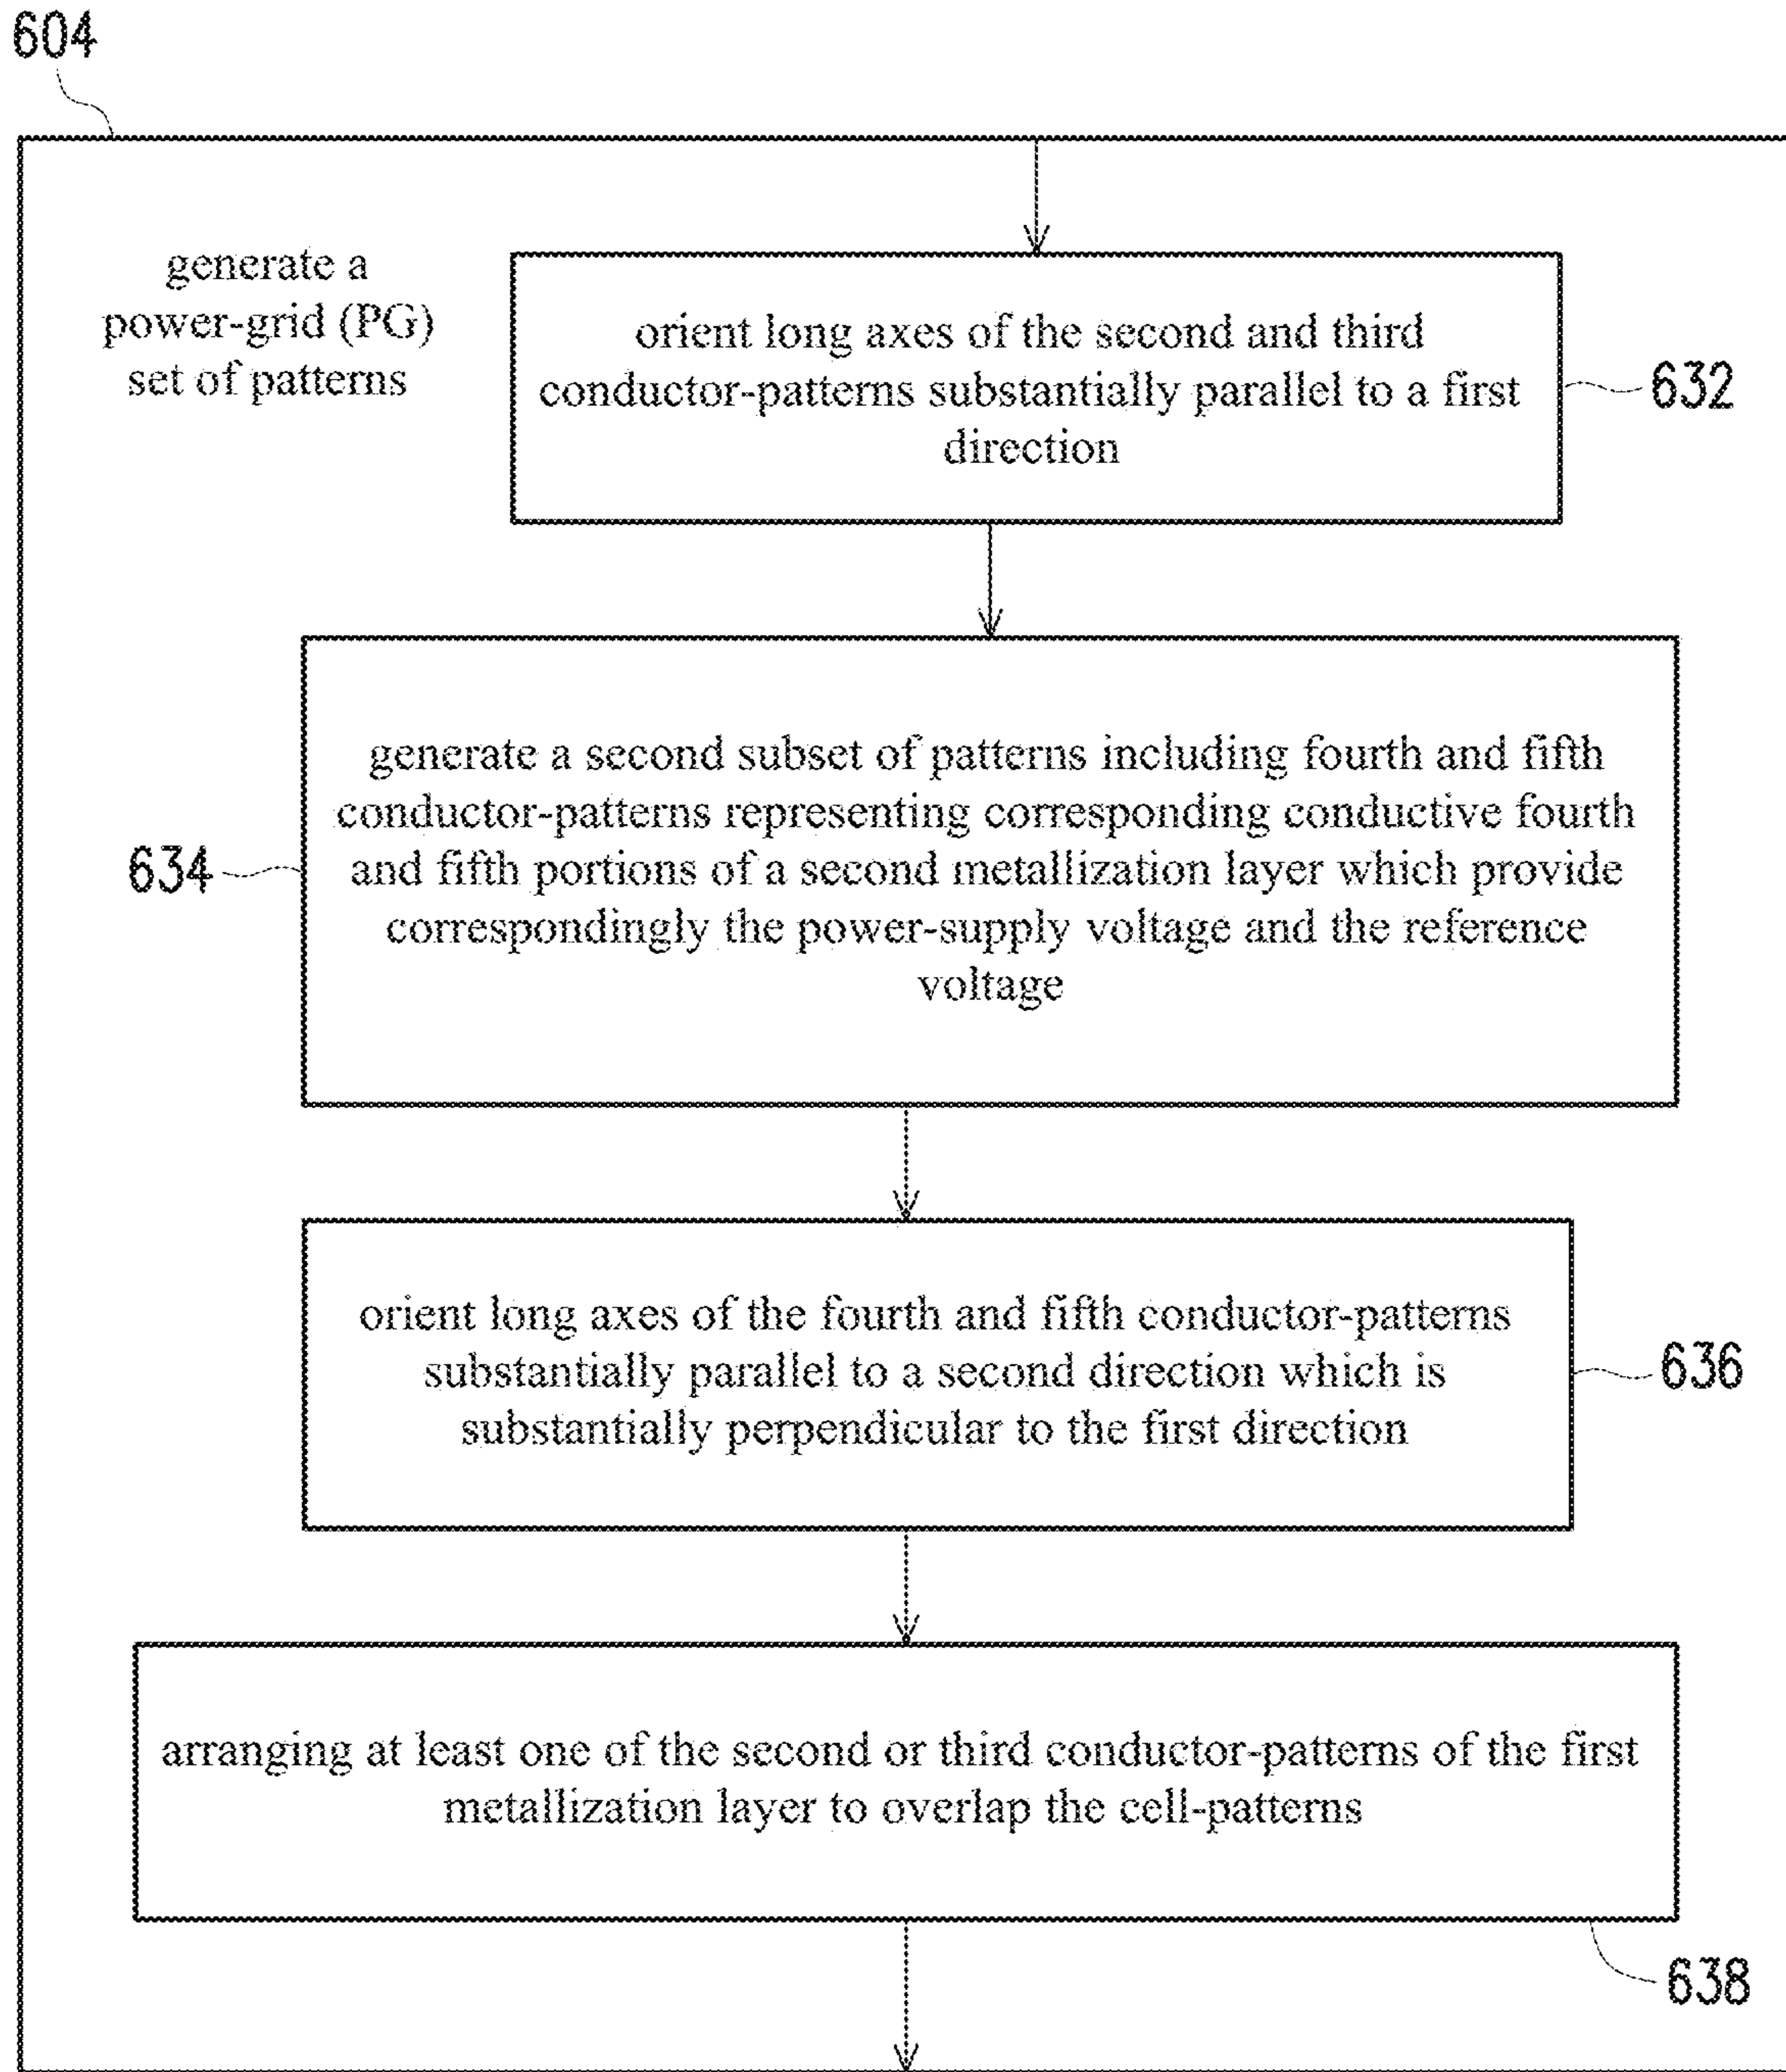 604
generate a
power-grid (PG)
set of patterns
orient long axes of the second and third
conductor-patterns substantially parallel to a first
direction
632
generate a second subset of patterns including fourth and fifth
conductor-patterns representing corresponding conductive fourth
and fifth portions of a second metallization layer which provide
correspondingly the power-supply voltage and the reference
voltage
634
orient long axes of the fourth and fifth conductor-patterns
substantially parallel to a second direction which is
substantially perpendicular to the first direction
636
arranging at least one of the second or third conductor-patterns of the first
metallization layer to overlap the cell-patterns
638